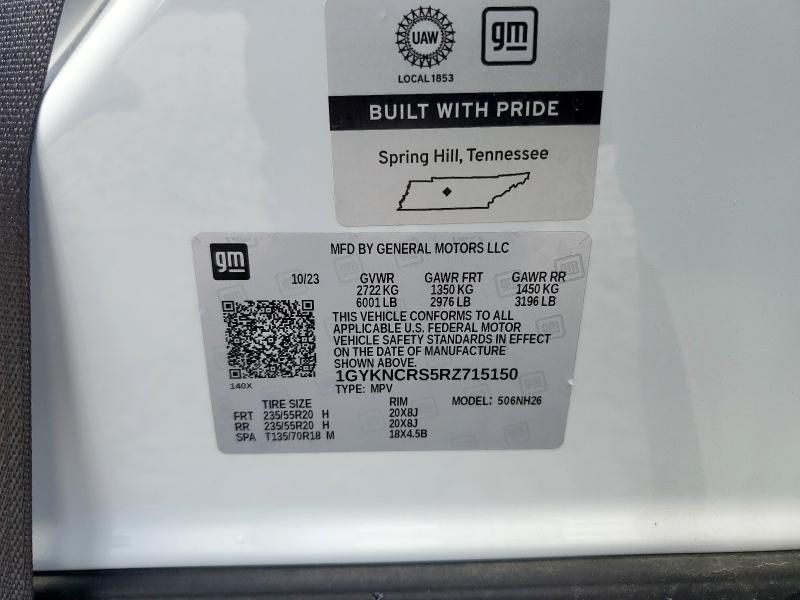 UAW
gm
LOCAL 1853
BUILT WITH PRIDE
Spring Hill, Tennessee
gm
MFD BY GENERAL MOTORS LLC
10/23 GVWR GAWR FRT GAWR RR
2722 KG 1350 KG 1450 KG
6001 LB 2976 LB 3196 LB
THIS VEHICLE CONFORMS TO ALL
APPLICABLE U.S. FEDERAL MOTOR
VEHICLE SAFETY STANDARDS IN EFFECT
ON THE DATE OF MANUFACTURE
SHOWN ABOVE.
1GYKNCRS5RZ715150
140X
TYPE: MPV
TIRE SIZE RIM MODEL: 506NH26
FRT 235/55R20 H 20X8J
RR 235/55R20 H 20X8J
SPA T135/70R18 M 18X4.5B